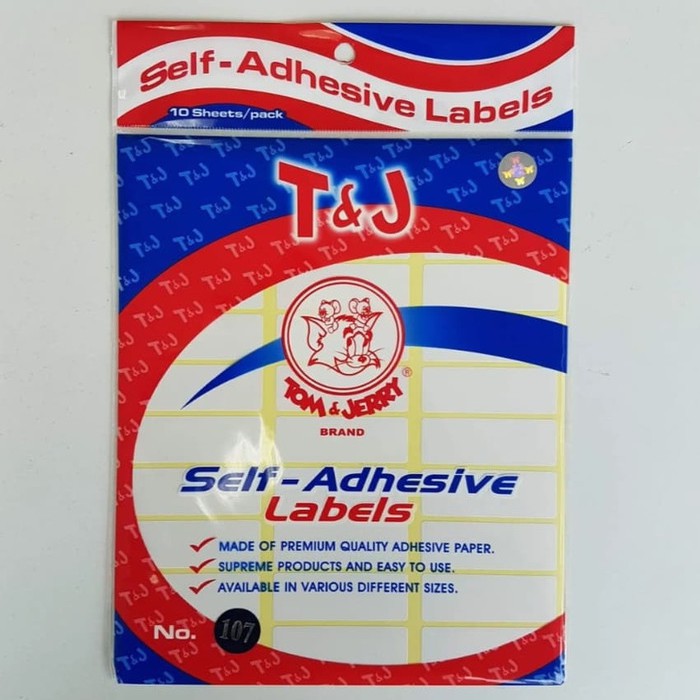 Self-Adhesive Labels
10 Sheets/pack
T&J
TOM & JERRY ®
BRAND
Self-Adhesive
Labels
MADE OF PREMIUM QUALITY ADHESIVE PAPER.
SUPREME PRODUCTS AND EASY TO USE.
AVAILABLE IN VARIOUS DIFFERENT SIZES.
No. 107